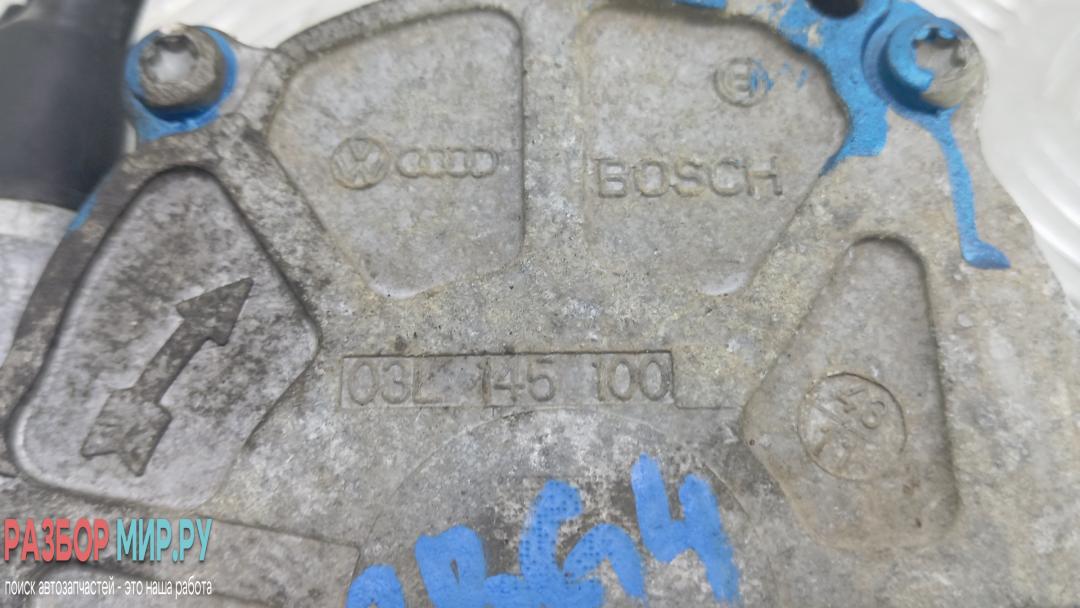 BOSCH
03L 145 100
РАЗБОР МИР.РУ
поиск автозапчастей - это наша работа